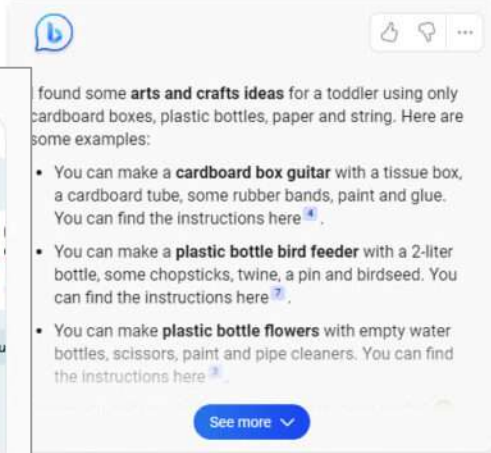 I found some arts and crafts ideas for a toddler using only
cardboard boxes, plastic bottles, paper and string. Here are
some examples:
• You can make a cardboard box guitar with a tissue box,
a cardboard tube, some rubber bands, paint and glue.
You can find the instructions here 4 .
• You can make a plastic bottle bird feeder with a 2-liter
bottle, some chopsticks, twine, a pin and birdseed. You
can find the instructions here 7 .
• You can make plastic bottle flowers with empty water
bottles, scissors, paint and pipe cleaners. You can find
the instructions here
See more